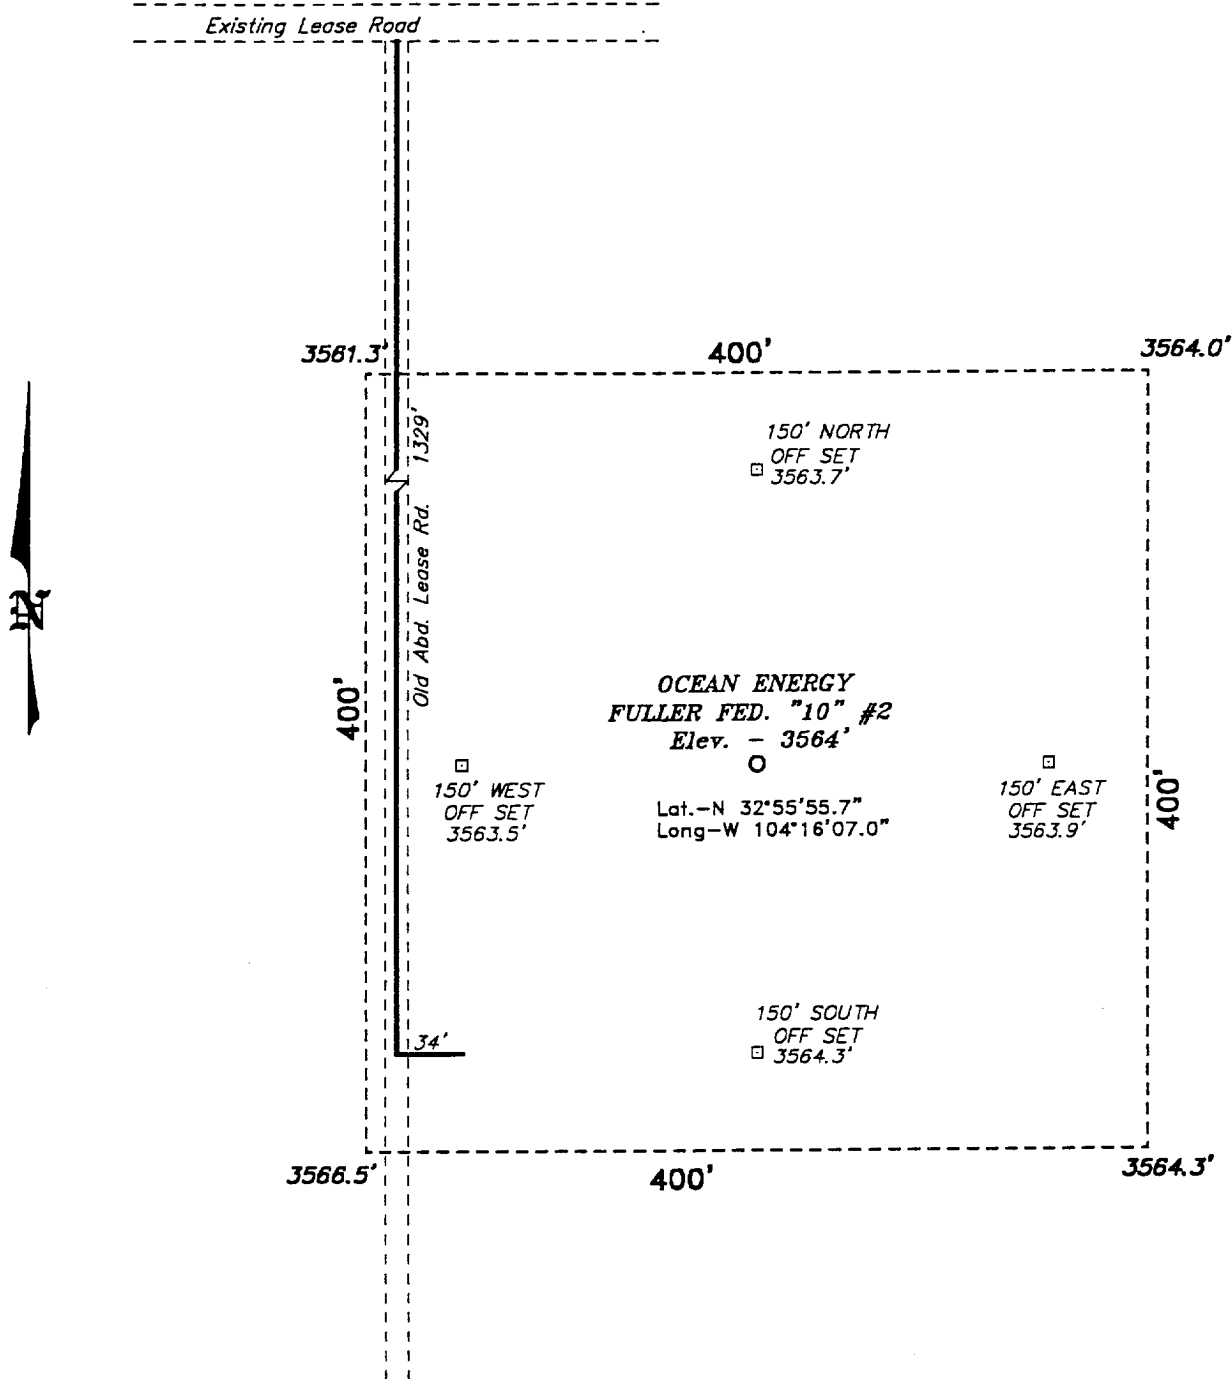 Existing Lease Road
3561.3'
400'
3564.0'
1329'
150' NORTH
OFF SET
3563.7'
Old Abd. Lease Rd.
N
400'
OCEAN ENERGY
FULLER FED. "10" #2
Elev. - 3564'
150' WEST
OFF SET
3563.5'
Lat.-N 32°55'55.7"
Long-W 104°16'07.0"
150' EAST
OFF SET
3563.9'
400'
34'
150' SOUTH
OFF SET
3564.3'
3566.5'
400'
3564.3'